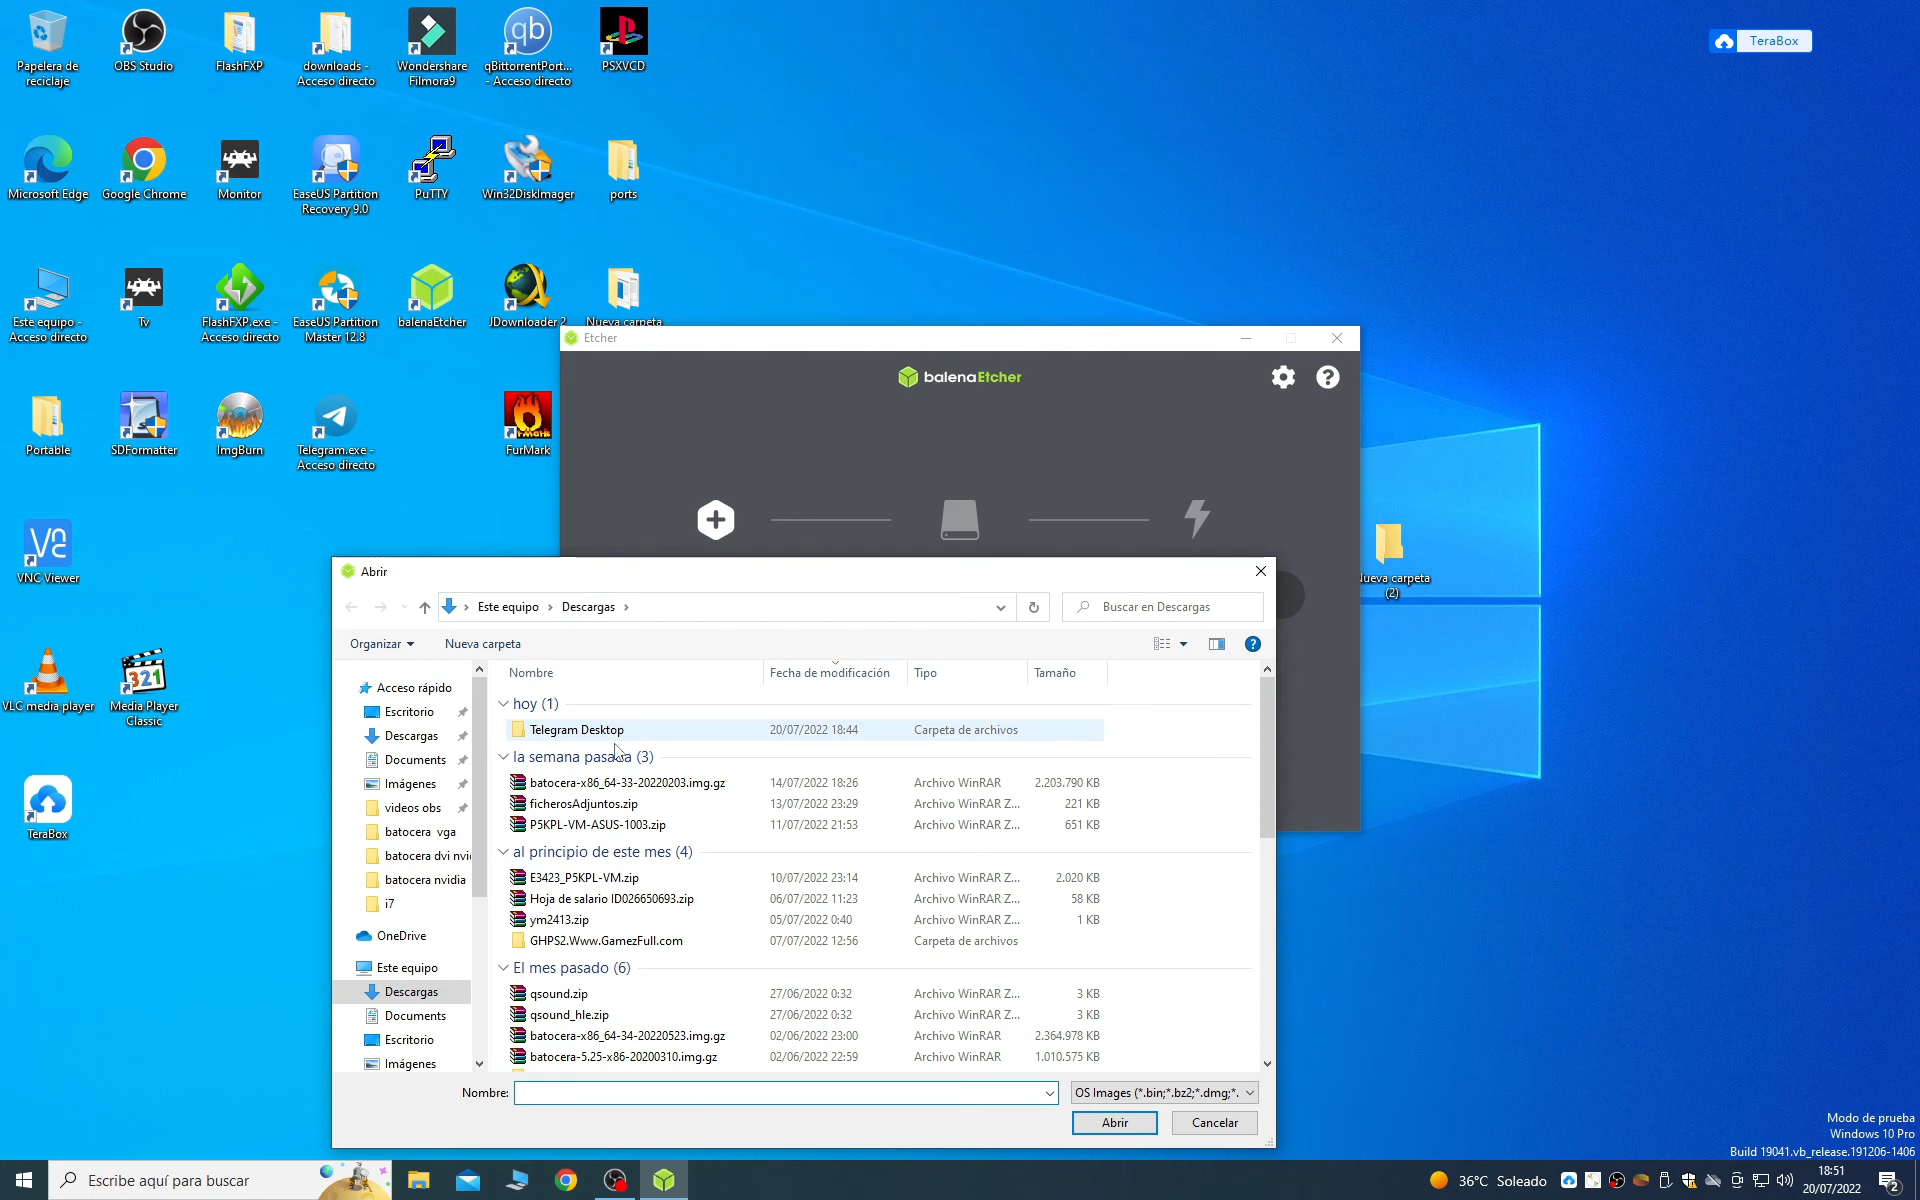 Papelera de
reciclaje
OBS Studio
FlashFXP
downloads -
Acceso directo
Wondershare
Filmora9
qb
qBittorrentPort...
- Acceso directo
PSXVCD
TeraBox
Microsoft Edge
Google Chrome
Monitor
EaseUS Partition
Recovery 9.0
PuTTY
Win32DiskImager
ports
Este equipo -
Acceso directo
Tv
FlashFXP.exe -
Acceso directo
EaseUS Partition
Master 12.8
balenaEtcher
JDownloader 2
Nueva carpeta
Portable
SDFormatter
ImgBurn
Telegram.exe -
Acceso directo
FurMark
VNC Viewer
VLC media player
321
Media Player
Classic
TeraBox
Etcher
balenaEtcher
Nueva carpeta
(2)
Abrir
Este equipo
Descargas
Buscar en Descargas
Organizar
Nueva carpeta
Nombre
Fecha de modificación
Tipo
Tamaño
Acceso rápido
Escritorio
Descargas
Documents
Imágenes
videos obs
batocera vga
batocera dvi nvi
batocera nvidia
i7
OneDrive
Este equipo
Descargas
Documents
Escritorio
Imágenes
hoy (1)
Telegram Desktop 20/07/2022 18:44 Carpeta de archivos
la semana pasada (3)
batocera-x86_64-33-20220203.img.gz 14/07/2022 18:26 Archivo WinRAR 2.203.790 KB
ficherosAdjuntos.zip 13/07/2022 23:29 Archivo WinRAR Z... 221 KB
P5KPL-VM-ASUS-1003.zip 11/07/2022 21:53 Archivo WinRAR Z... 651 KB
al principio de este mes (4)
E3423_P5KPL-VM.zip 10/07/2022 23:14 Archivo WinRAR Z... 2.020 KB
Hoja de salario ID026650693.zip 06/07/2022 11:23 Archivo WinRAR Z... 58 KB
ym2413.zip 05/07/2022 0:40 Archivo WinRAR Z... 1 KB
GHPS2.Www.GamezFull.com 07/07/2022 12:56 Carpeta de archivos
El mes pasado (6)
qsound.zip 27/06/2022 0:32 Archivo WinRAR Z... 3 KB
qsound_hle.zip 27/06/2022 0:32 Archivo WinRAR Z... 3 KB
batocera-x86_64-34-20220523.img.gz 02/06/2022 23:00 Archivo WinRAR 2.364.978 KB
batocera-5.25-x86-20200310.img.gz 02/06/2022 22:59 Archivo WinRAR 1.010.575 KB
Nombre:
OS Images (*.bin;*.bz2;*.dmg;*.
Abrir
Cancelar
Modo de prueba
Windows 10 Pro
Build 19041.vb_release.191206-1406
Escribe aquí para buscar
36°C Soleado
18:51
20/07/2022
2